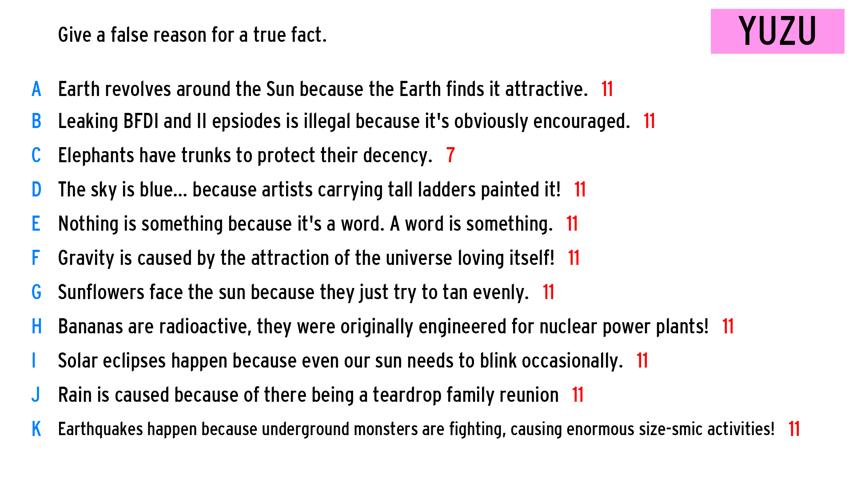 Give a false reason for a true fact.
YUZU
A Earth revolves around the Sun because the Earth finds it attractive. 11
B Leaking BFDI and II epsiodes is illegal because it's obviously encouraged. 11
C Elephants have trunks to protect their decency. 7
D The sky is blue... because artists carrying tall ladders painted it! 11
E Nothing is something because it's a word. A word is something. 11
F Gravity is caused by the attraction of the universe loving itself! 11
G Sunflowers face the sun because they just try to tan evenly. 11
H Bananas are radioactive, they were originally engineered for nuclear power plants! 11
I Solar eclipses happen because even our sun needs to blink occasionally. 11
J Rain is caused because of there being a teardrop family reunion 11
K Earthquakes happen because underground monsters are fighting, causing enormous size-smic activities! 11